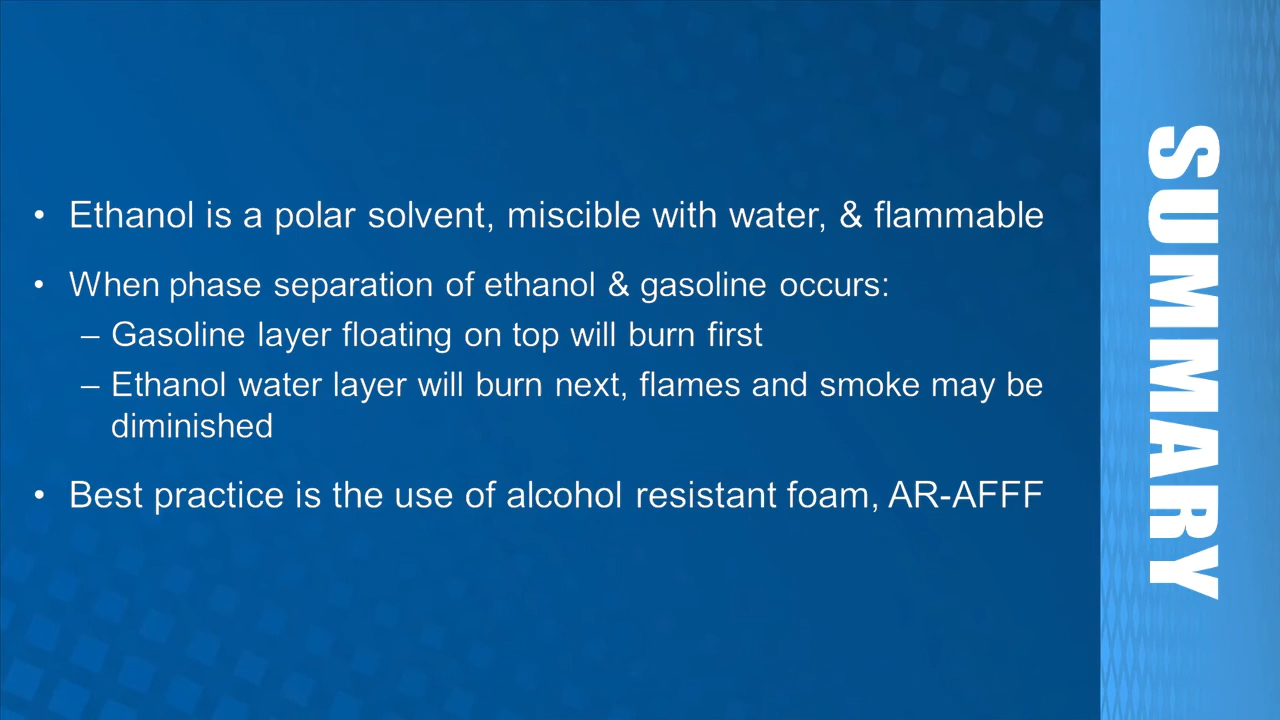 • Ethanol is a polar solvent, miscible with water, & flammable
• When phase separation of ethanol & gasoline occurs:
– Gasoline layer floating on top will burn first
– Ethanol water layer will burn next, flames and smoke may be
diminished
• Best practice is the use of alcohol resistant foam, AR-AFFF
SUMMARY